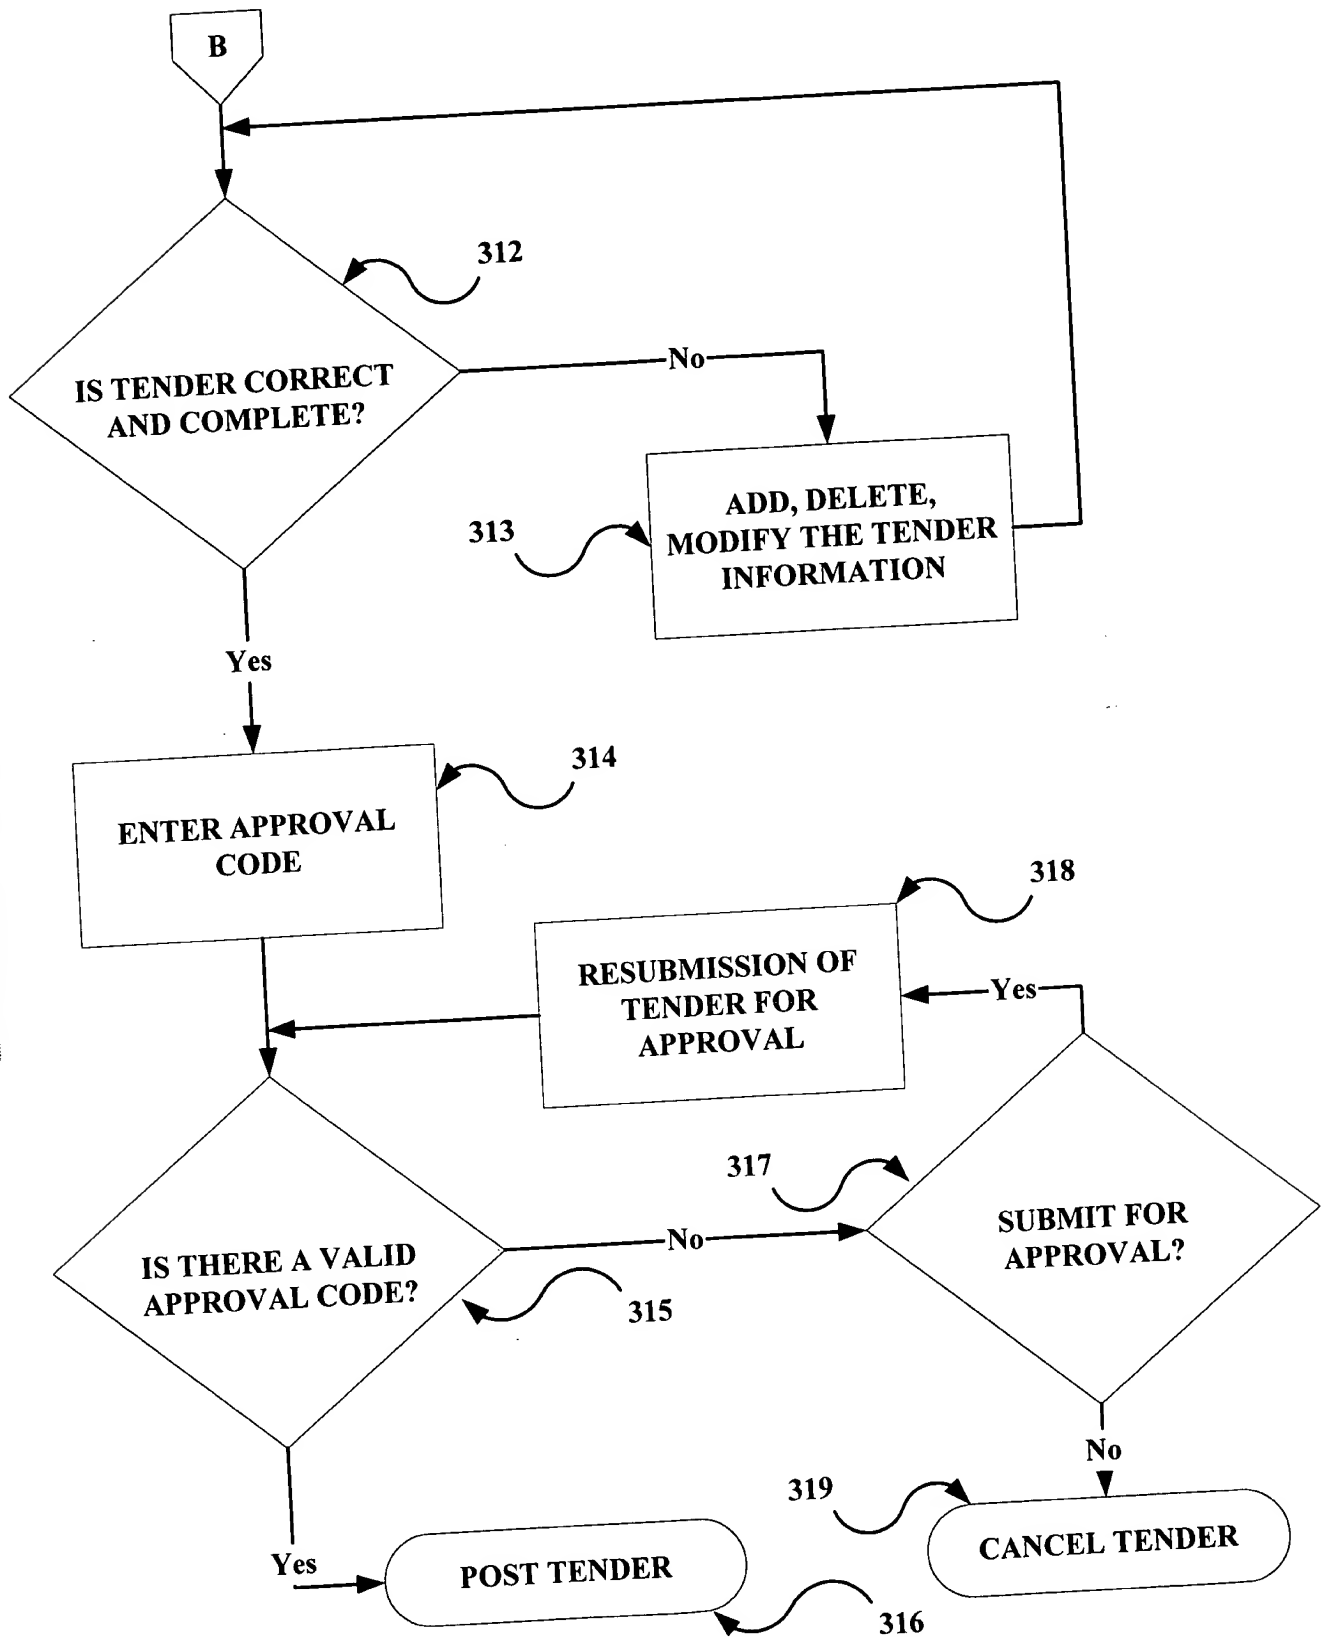 B
312
IS TENDER CORRECT
AND COMPLETE?
No
ADD, DELETE,
MODIFY THE TENDER
INFORMATION
313
Yes
314
ENTER APPROVAL
CODE
318
RESUBMISSION OF
TENDER FOR
APPROVAL
Yes
317
SUBMIT FOR
APPROVAL?
No
IS THERE A VALID
APPROVAL CODE?
315
No
319
CANCEL TENDER
Yes
POST TENDER
316